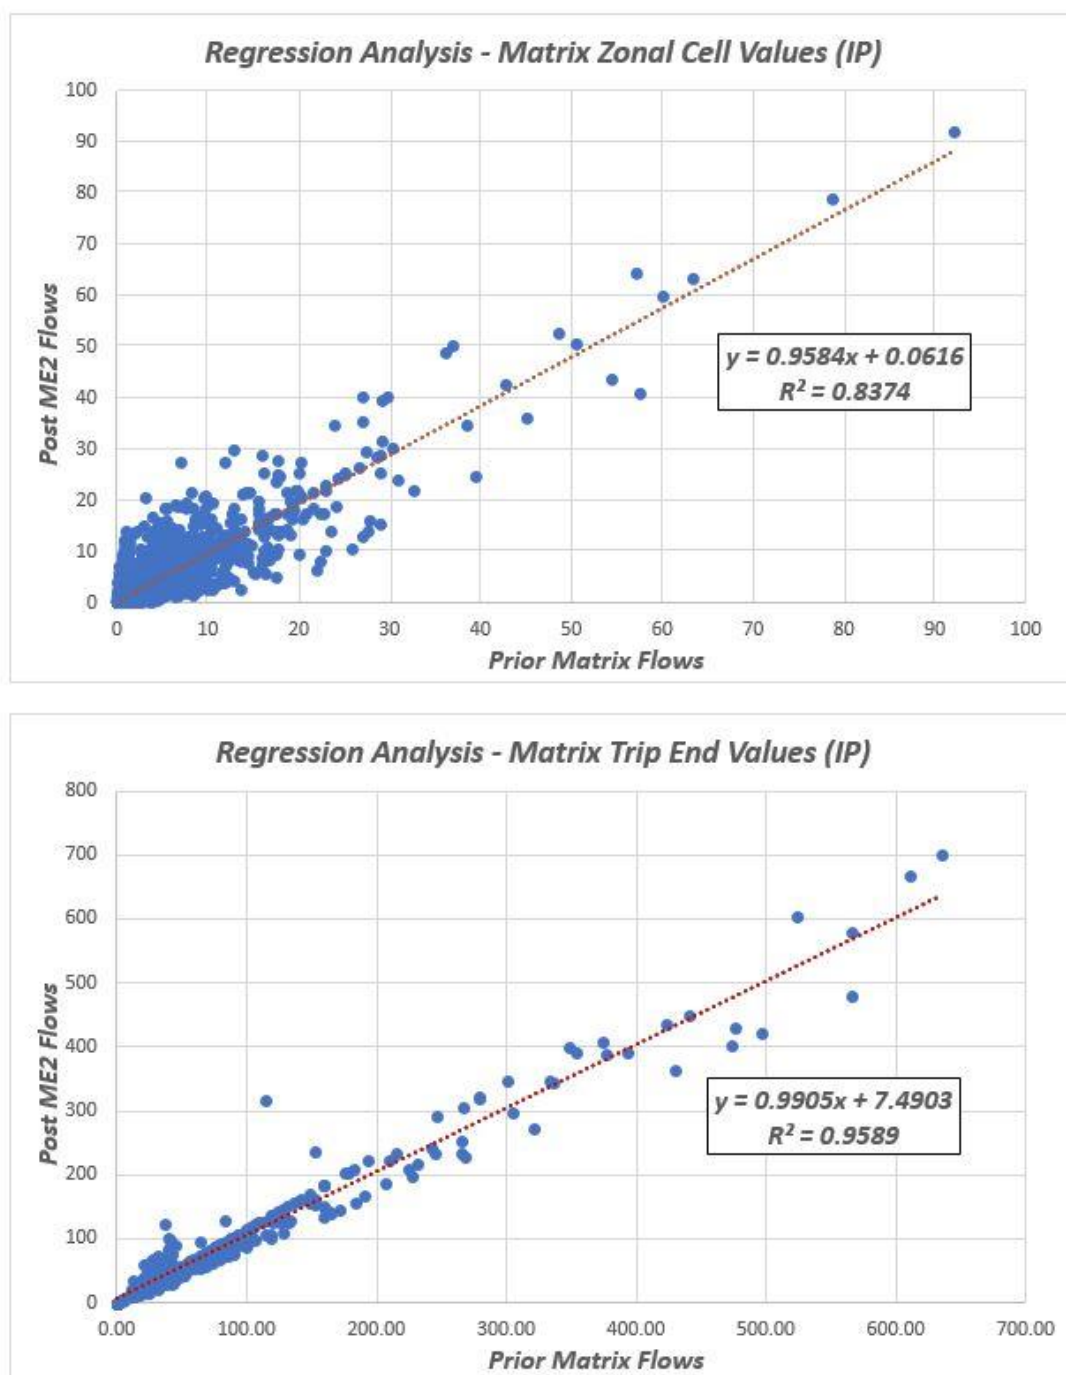 Regression Analysis - Matrix Zonal Cell Values (IP)
100
90
80
70
60
50
40
30
20
10
0
Post ME2 Flows
y = 0.9584x + 0.0616
R² = 0.8374
0 10 20 30 40 50 60 70 80 90 100
Prior Matrix Flows
Regression Analysis - Matrix Trip End Values (IP)
800
700
600
500
400
300
200
100
0
Post ME2 Flows
y = 0.9905x + 7.4903
R² = 0.9589
0.00 100.00 200.00 300.00 400.00 500.00 600.00 700.00
Prior Matrix Flows